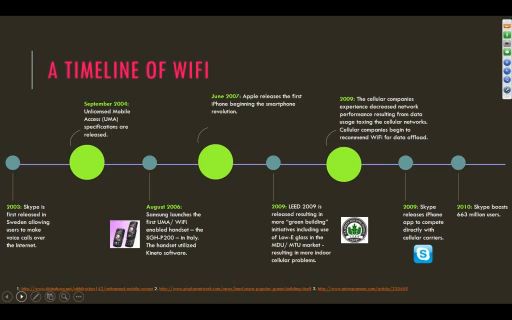 A TIMELINE OF WIFI
September 2004:
Unlicensed Mobile
Access (UMA)
specifications are
released.
June 2007: Apple releases the first
iPhone beginning the smartphone
revolution.
2009: The cellular companies
experience decreased network
performance resulting from data
usage taxing the cellular networks.
Cellular companies begin to
recommend WiFi for data offload.
2003: Skype is
first released in
Sweden allowing
users to make
voice calls over
the Internet.
August 2006:
Samsung launches the
first UMA/ WiFi
enabled handset – the
SGH-P200 – in Italy.
The handset utilized
Kineto software.
2009: LEED 2009 is
released resulting in
more "green building"
initiatives including use
of Low-E glass in the
MDU/ MTU market -
resulting in more indoor
cellular problems.
2009: Skype
releases iPhone
app to compete
directly with
cellular carriers.
2010: Skype boasts
663 million users.